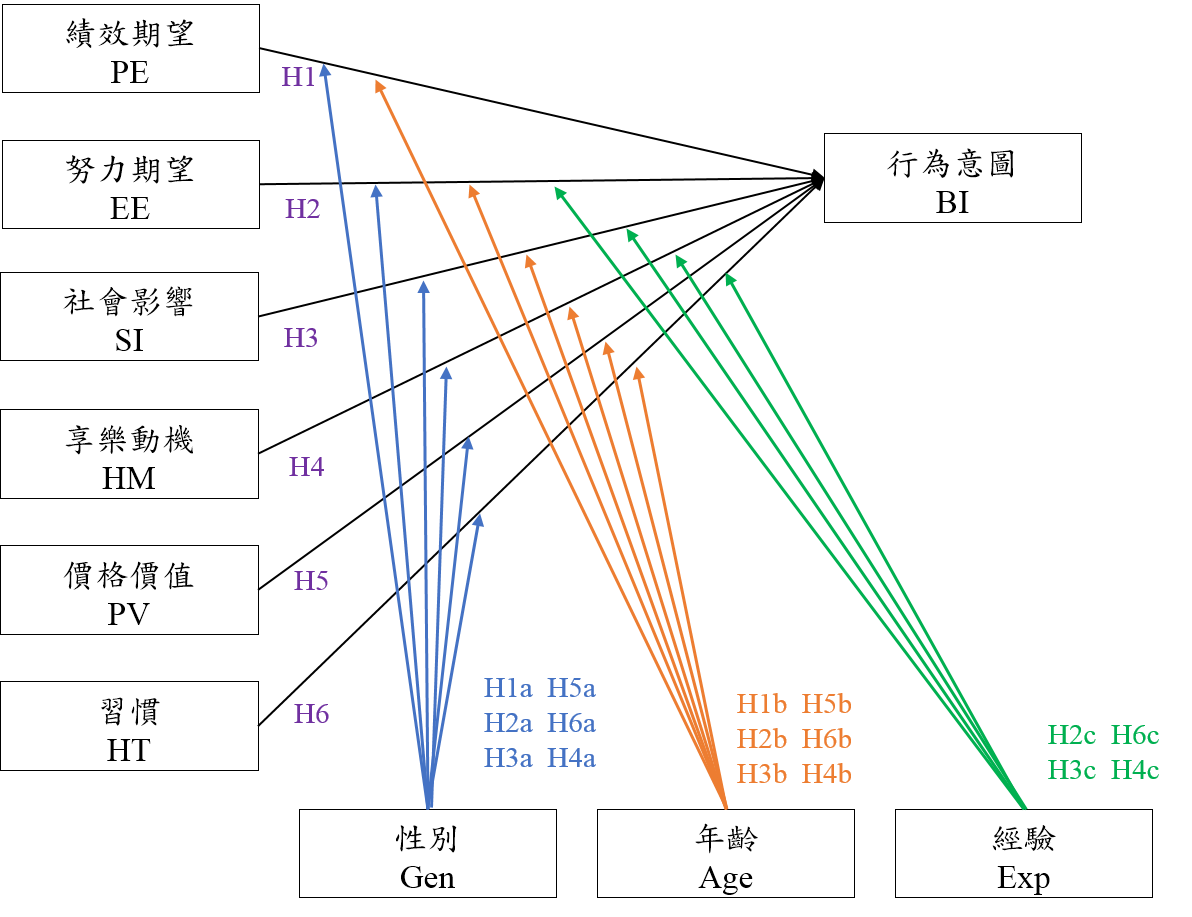 績效期望
PE
H1
努力期望
EE
H2
行為意圖
BI
社會影響
SI
H3
享樂動機
HM
H4
價格價值
PV
H5
習慣
HT
H6
H1a H5a
H2a H6a
H3a H4a
H1b H5b
H2b H6b
H3b H4b
H2c H6c
H3c H4c
性別
Gen
年齡
Age
經驗
Exp